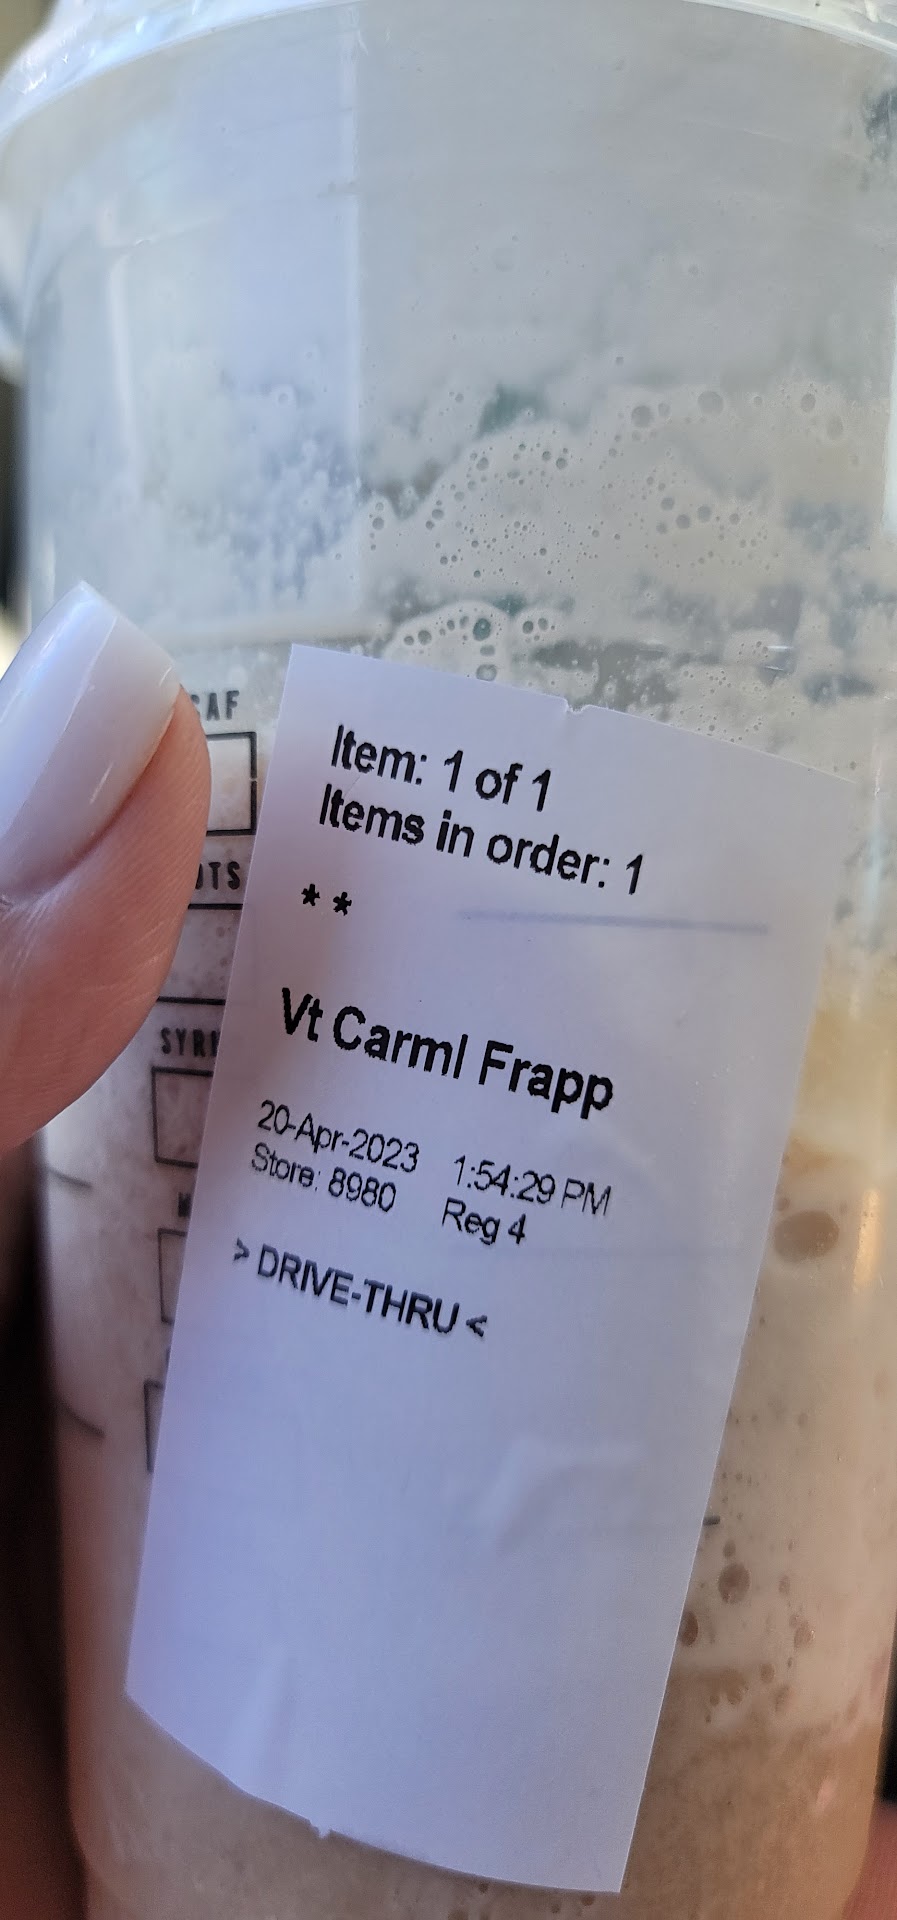 Item: 1 of 1
Items in order: 1
* *
Vt Carml Frapp
20-Apr-2023 1:54:29 PM
Store: 8980 Reg 4
> DRIVE-THRU <